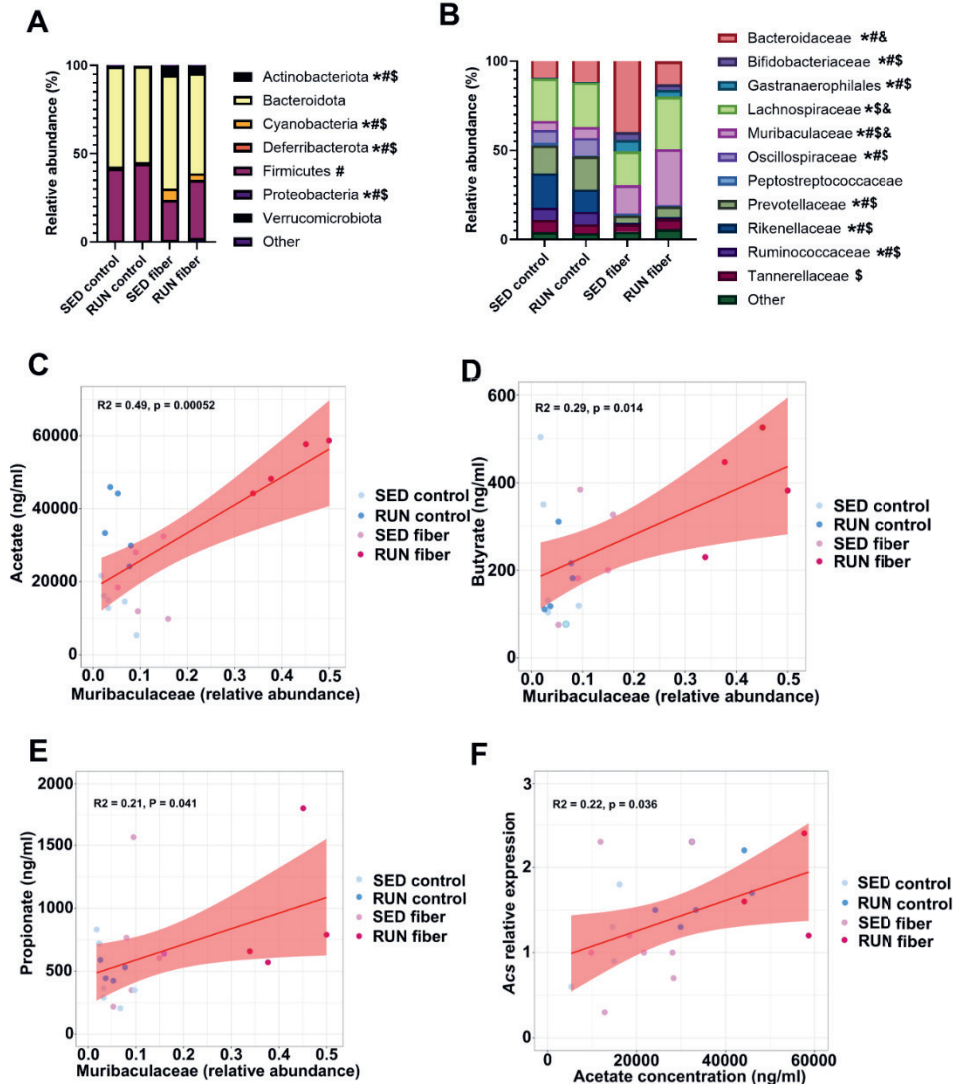 A
Relative abundance (%)
100
50
0
SED control
RUN control
SED fiber
RUN fiber
Actinobacteriota *#$
Bacteroidota
Cyanobacteria *#$
Deferribacterota *#$
Firmicutes #
Proteobacteria *#$
Verrucomicrobiota
Other
B
Relative abundance (%)
100
50
0
SED control
RUN control
SED fiber
RUN fiber
Bacteroidaceae *#&
Bifidobacteriaceae *#$
Gastranaerophilales *#$
Lachnospiraceae *$&
Muribaculaceae *#$&
Oscillospiraceae *#$
Peptostreptococcaceae
Prevotellaceae *#$
Rikenellaceae *#$
Ruminococcaceae *#$
Tannerellaceae $
Other
C
R2 = 0.49, p = 0.00052
Acetate (ng/ml)
60000
40000
20000
0
0.0 0.1 0.2 0.3 0.4 0.5
Muribaculaceae (relative abundance)
SED control
RUN control
SED fiber
RUN fiber
D
R2 = 0.29, p = 0.014
Butyrate (ng/ml)
600
400
200
0
0.0 0.1 0.2 0.3 0.4 0.5
Muribaculaceae (relative abundance)
SED control
RUN control
SED fiber
RUN fiber
E
R2 = 0.21, P = 0.041
Propionate (ng/ml)
2000
1500
1000
500
0
0.0 0.1 0.2 0.3 0.4 0.5
Muribaculaceae (relative abundance)
SED control
RUN control
SED fiber
RUN fiber
F
R2 = 0.22, p = 0.036
Acs relative expression
3
2
1
0
0 20000 40000 60000
Acetate concentration (ng/ml)
SED control
RUN control
SED fiber
RUN fiber